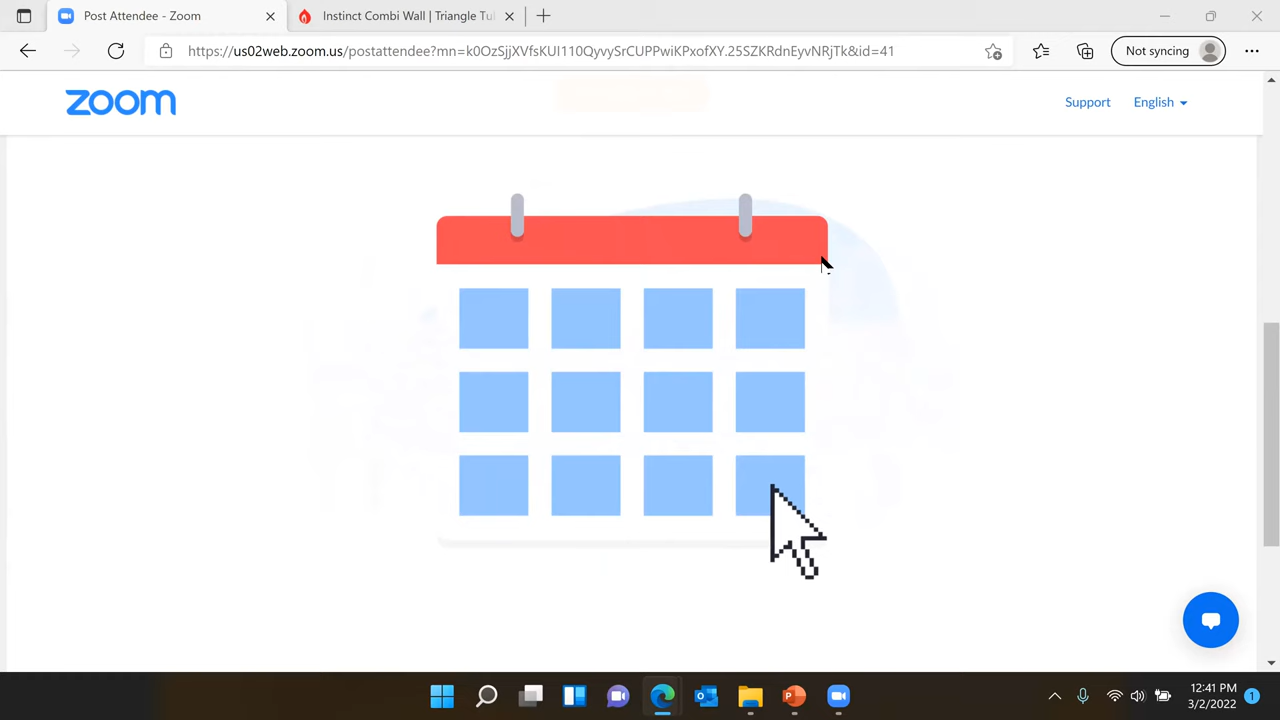 Post Attendee - Zoom
Instinct Combi Wall | Triangle Tu
https://us02web.zoom.us/postattendee?mn=k0OzSjjXVfsKUI110QyvySrCUPPwiKPxofXY.25SZKRdnEyvNRjTk&id=41
Not syncing
zoom
Support
English
12:41 PM
3/2/2022
1